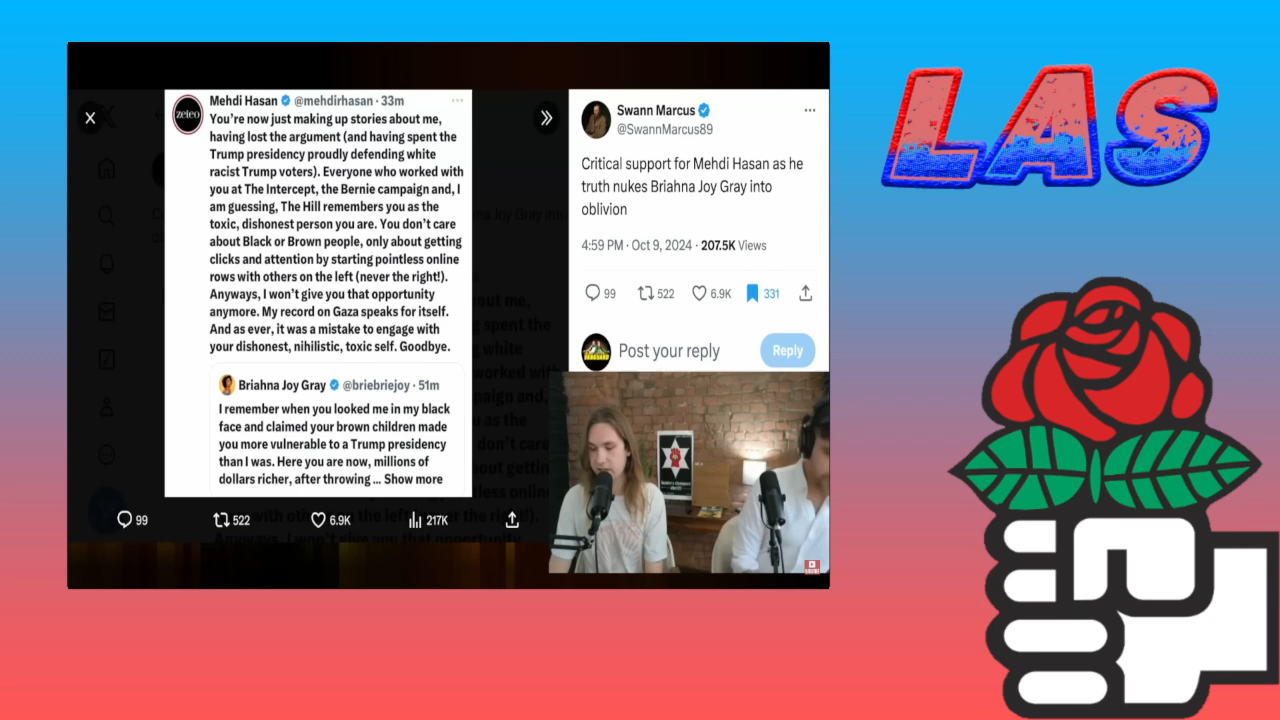 LAS
Mehdi Hasan @mehdirhasan · 33m
zeteo
You're now just making up stories about me,
having lost the argument (and having spent the
Trump presidency proudly defending white
racist Trump voters). Everyone who worked with
you at The Intercept, the Bernie campaign and, I
am guessing, The Hill remembers you as the
toxic, dishonest person you are. You don't care
about Black or Brown people, only about getting
clicks and attention by starting pointless online
rows with others on the left (never the right!).
Anyways, I won't give you that opportunity
anymore. My record on Gaza speaks for itself.
And as ever, it was a mistake to engage with
your dishonest, nihilistic, toxic self. Goodbye.
Briahna Joy Gray @briebriejoy · 51m
I remember when you looked me in my black
face and claimed your brown children made
you more vulnerable to a Trump presidency
than I was. Here you are now, millions of
dollars richer, after throwing ... Show more
99 522 6.9K 217K
Swann Marcus
@SwannMarcus89
Critical support for Mehdi Hasan as he
truth nukes Briahna Joy Gray into
oblivion
4:59 PM · Oct 9, 2024 · 207.5K Views
99 522 6.9K 331
Post your reply
Reply